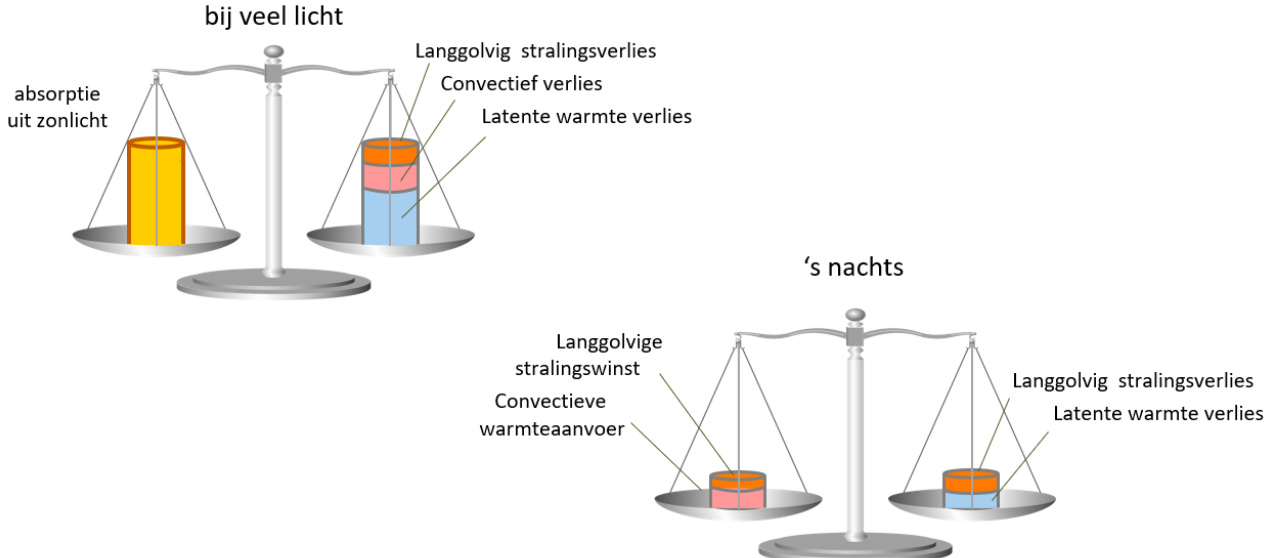 bij veel licht
absorptie
uit zonlicht
Langgolvig stralingsverlies
Convectief verlies
Latente warmte verlies
‘s nachts
Langgolvige
stralingswinst
Convectieve
warmteaanvoer
Langgolvig stralingsverlies
Latente warmte verlies